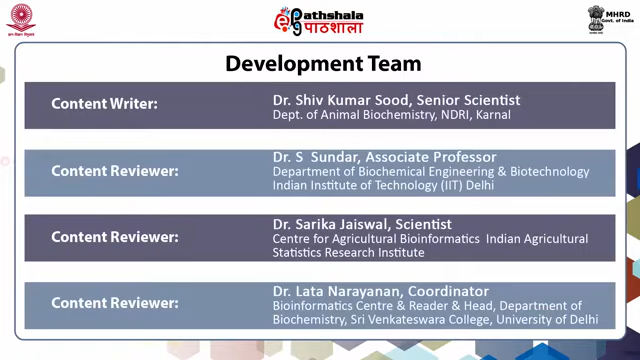 ePathshala
पाठशाला
MHRD
Govt. of India
Development Team
Content Writer:
Dr. Shiv Kumar Sood, Senior Scientist
Dept. of Animal Biochemistry, NDRI, Karnal
Content Reviewer:
Dr. S Sundar, Associate Professor
Department of Biochemical Engineering & Biotechnology
Indian Institute of Technology (IIT) Delhi
Content Reviewer:
Dr. Sarika Jaiswal, Scientist
Centre for Agricultural Bioinformatics Indian Agricultural
Statistics Research Institute
Content Reviewer:
Dr. Lata Narayanan, Coordinator
Bioinformatics Centre & Reader & Head, Department of
Biochemistry, Sri Venkateswara College, University of Delhi